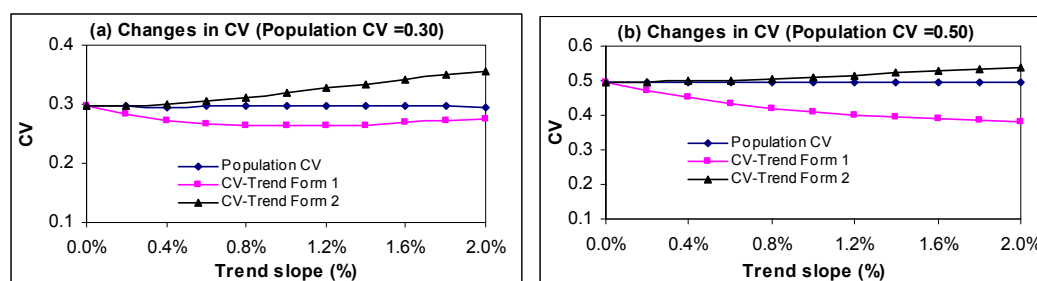 (a) Changes in CV (Population CV =0.30)
0.4
0.3
0.2
0.1
CV
Population CV
CV-Trend Form 1
CV-Trend Form 2
0.0% 0.4% 0.8% 1.2% 1.6% 2.0%
Trend slope (%)
(b) Changes in CV (Population CV =0.50)
0.6
0.5
0.4
0.3
0.2
0.1
CV
Population CV
CV-Trend Form 1
CV-Trend Form 2
0.0% 0.4% 0.8% 1.2% 1.6% 2.0%
Trend slope (%)